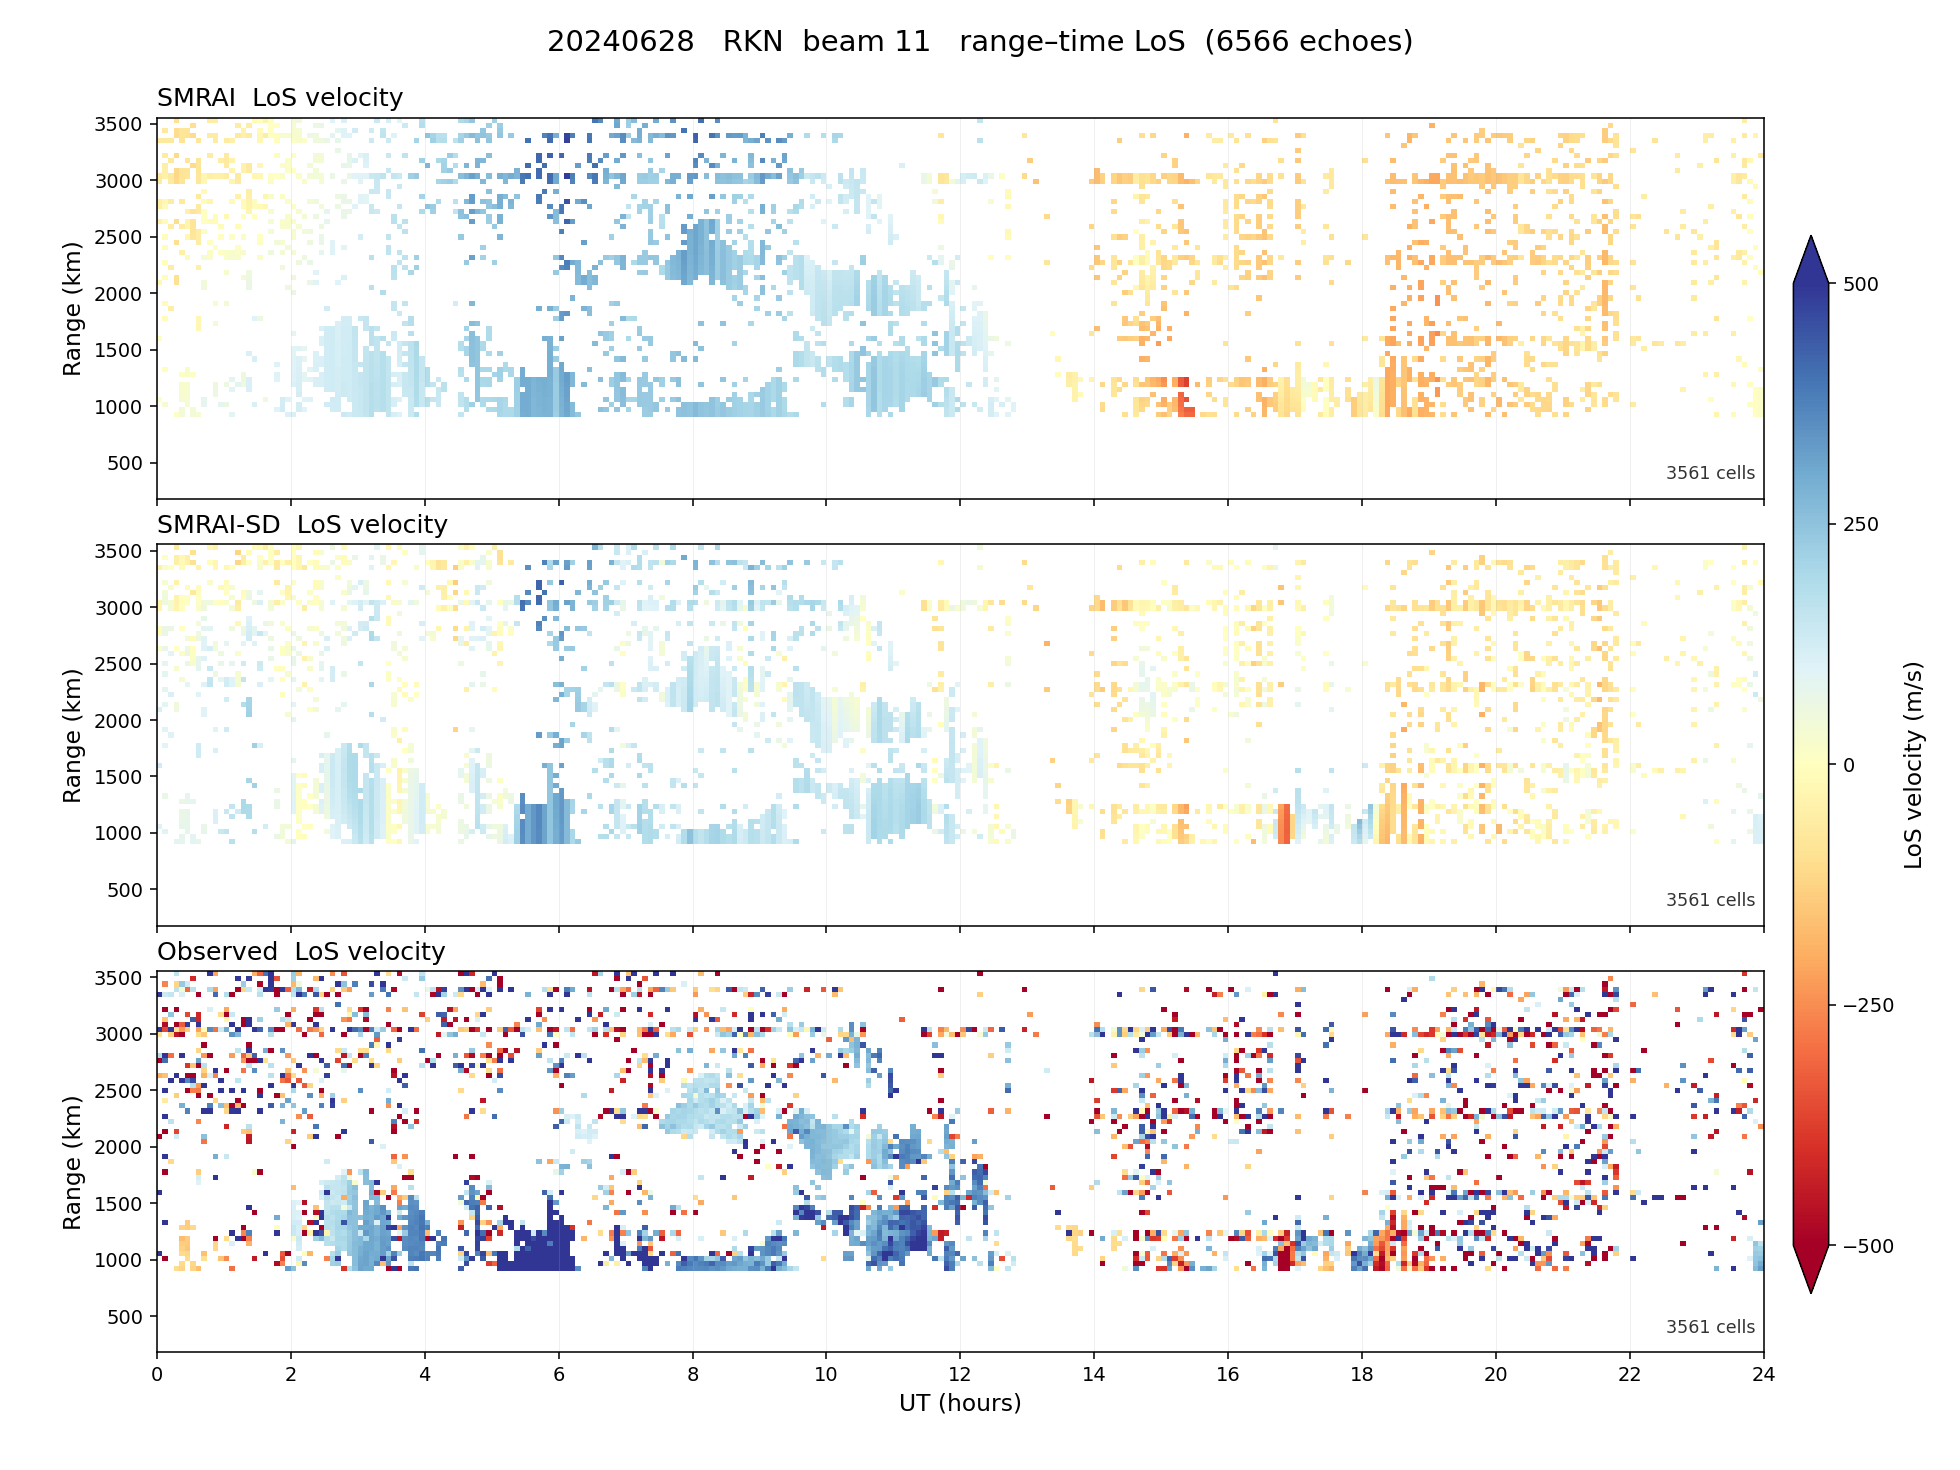 20240628   RKN  beam 11   range–time LoS  (6566 echoes)
SMRAI  LoS velocity
3500
3000
2500
2000
1500
1000
500
Range (km)
3561 cells
SMRAI-SD  LoS velocity
3500
3000
2500
2000
1500
1000
500
Range (km)
3561 cells
Observed  LoS velocity
3500
3000
2500
2000
1500
1000
500
Range (km)
3561 cells
0 2 4 6 8 10 12 14 16 18 20 22 24
UT (hours)
500
250
0
−250
−500
LoS velocity (m/s)